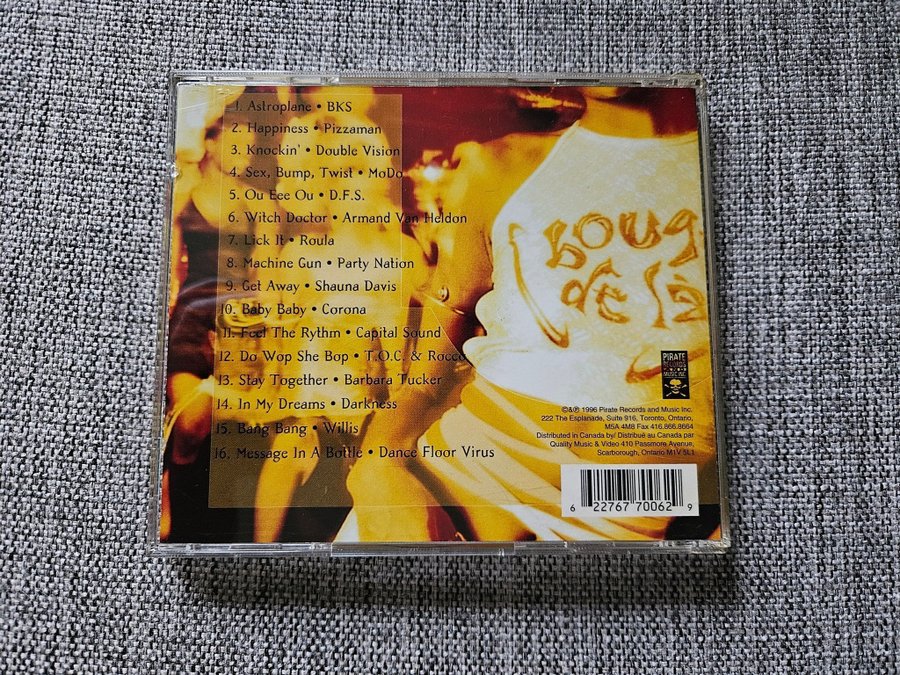 1. Astroplane • BKS
2. Happiness • Pizzaman
3. Knockin' • Double Vision
4. Sex, Bump, Twist • MoDo
5. Ou Eee Ou • D.F.S.
6. Witch Doctor • Armand Van Heldon
7. Lick It • Roula
8. Machine Gun • Party Nation
9. Get Away • Shauna Davis
10. Baby Baby • Corona
11. Feel The Rythm • Capital Sound
12. Do Wop She Bop • T.O.C. & Rocco
13. Stay Together • Barbara Tucker
14. In My Dreams • Darkness
15. Bang Bang • Willis
16. Message In A Bottle • Dance Floor Virus
boug
de là
PIRATE
RECORDS
MUSIC INC.
©&℗ 1996 Pirate Records and Music Inc.
222 The Esplanade, Suite 916, Toronto, Ontario.
M5A 4M8 Fax 416.866.8664
Distributed in Canada by/ Distribué au Canada par
Quality Music & Video 410 Passmore Avenue,
Scarborough, Ontario M1V 5L1
6 22767 70062 9